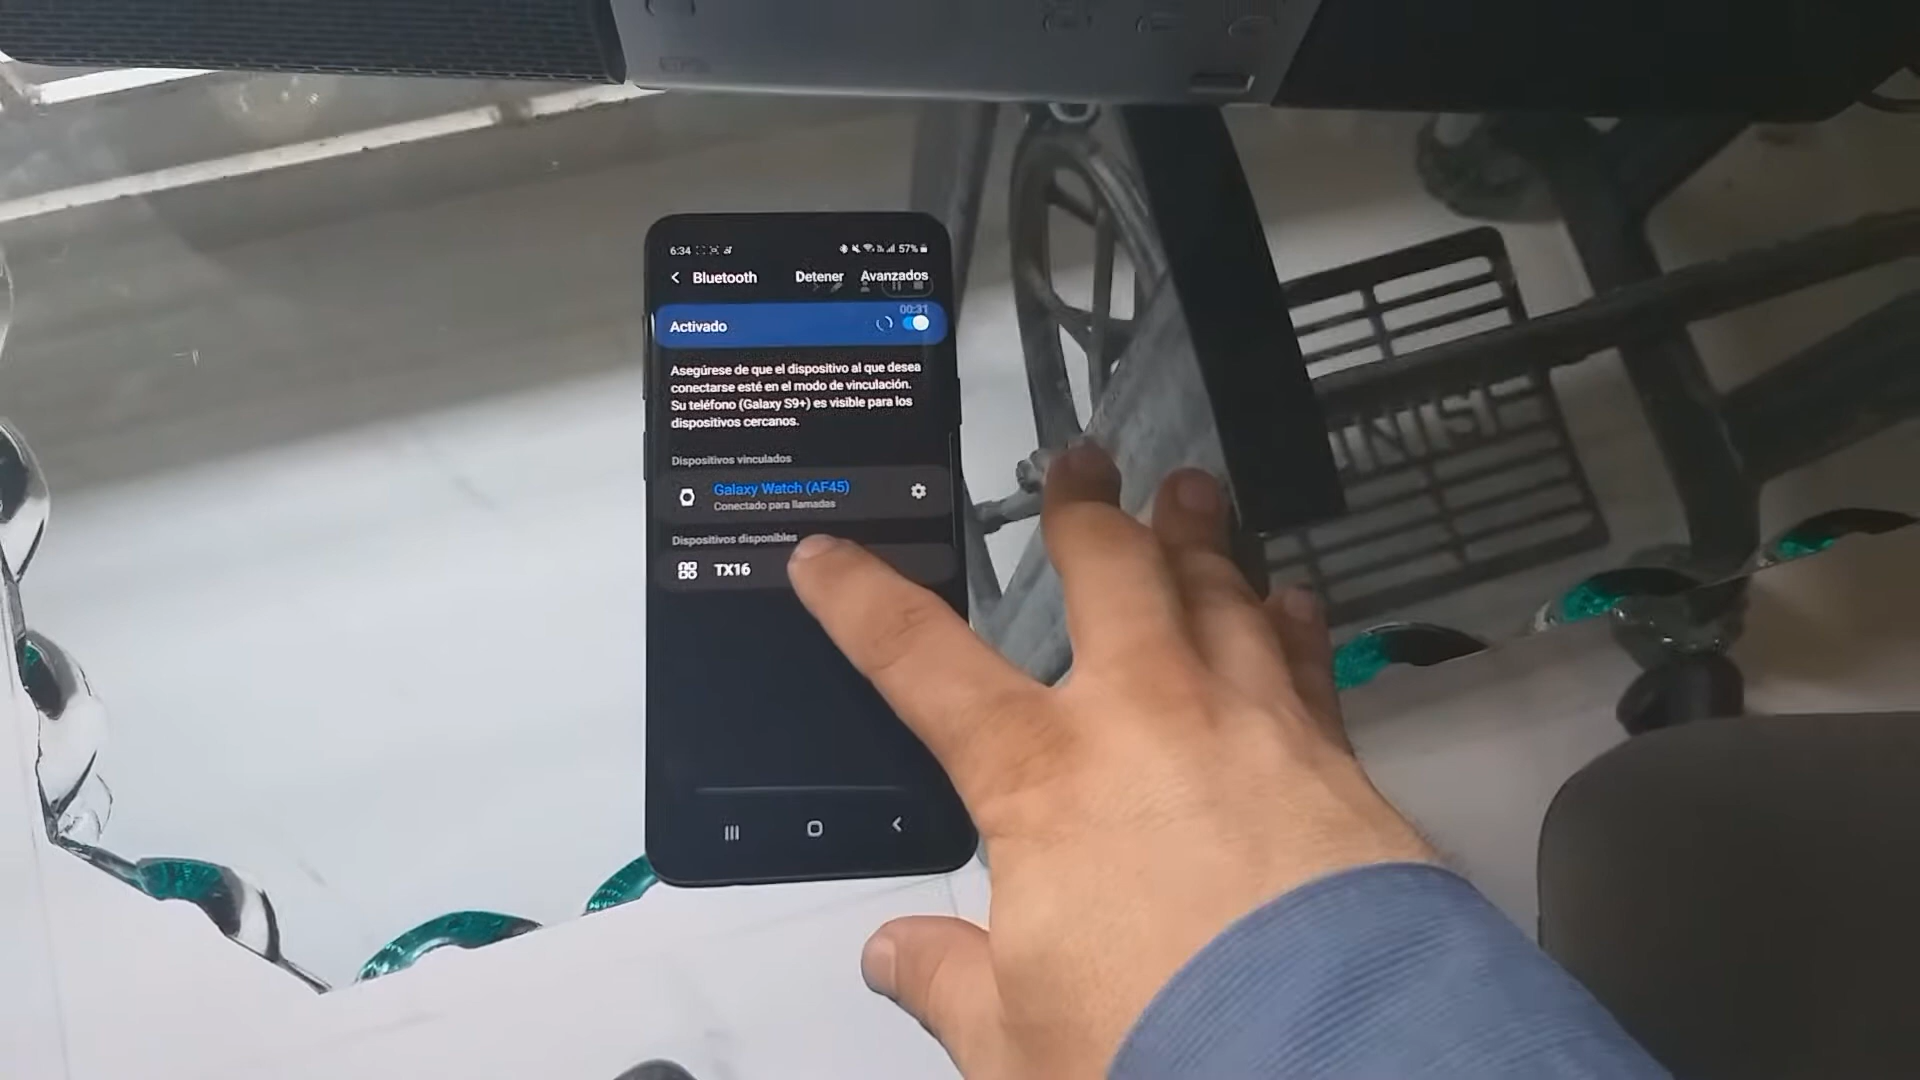 6:34
57%
Bluetooth
Detener
Avanzados
00:31
Activado
Asegúrese de que el dispositivo al que desea
conectarse esté en el modo de vinculación.
Su teléfono (Galaxy S9+) es visible para los
dispositivos cercanos.
Dispositivos vinculados
Galaxy Watch (AF45)
Conectado para llamadas
Dispositivos disponibles
TX16